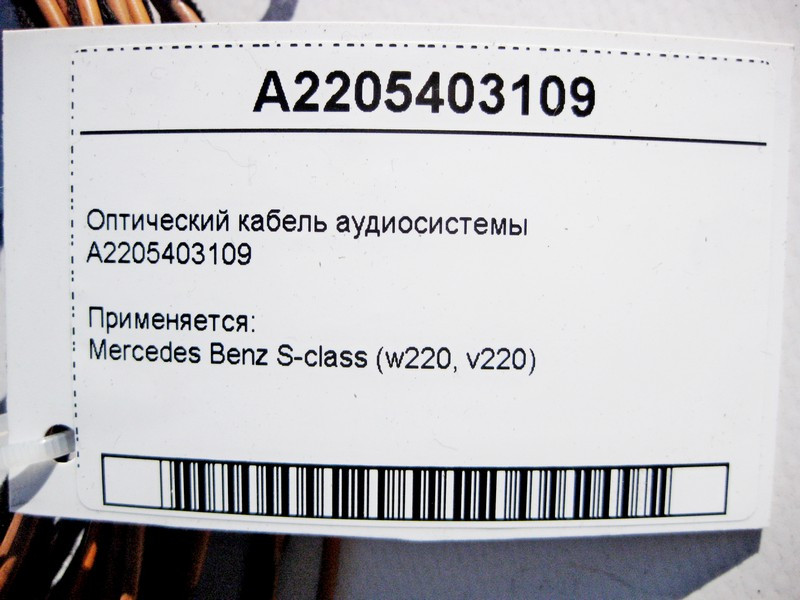 A2205403109
Оптический кабель аудиосистемы
A2205403109
Применяется:
Mercedes Benz S-class (w220, v220)